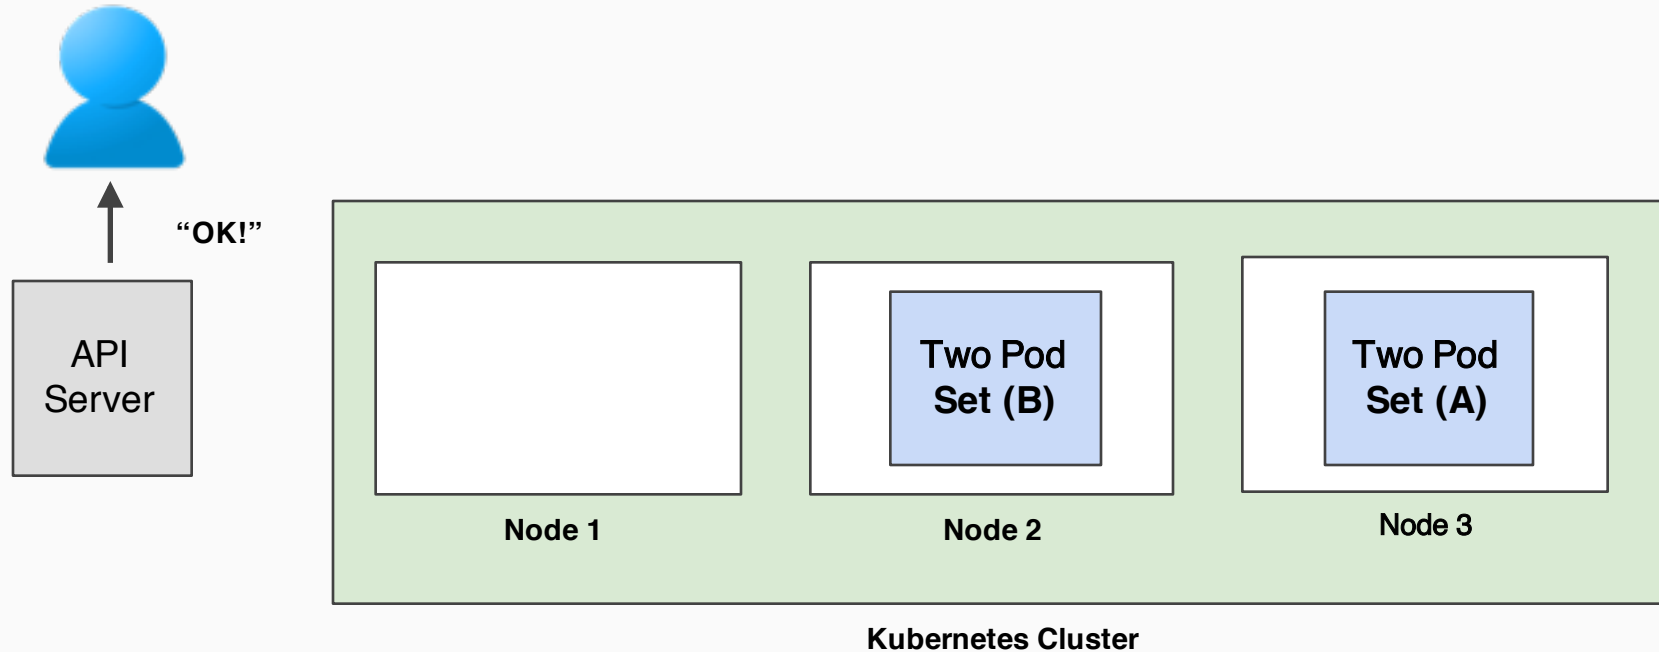 “OK!”
API
Server
Two Pod
Set (B)
Two Pod
Set (A)
Node 1
Node 2
Node 3
Kubernetes Cluster